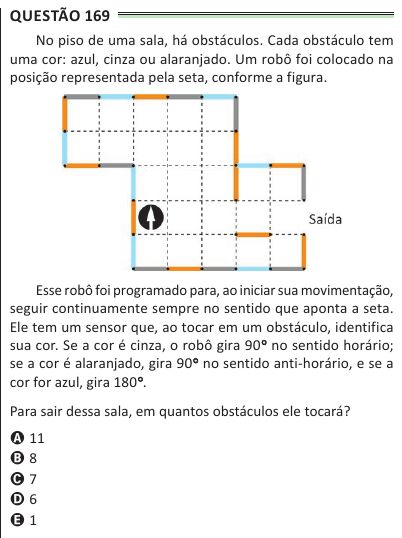 QUESTÃO 169
No piso de uma sala, há obstáculos. Cada obstáculo tem
uma cor: azul, cinza ou alaranjado. Um robô foi colocado na
posição representada pela seta, conforme a figura.
Saída
Esse robô foi programado para, ao iniciar sua movimentação,
seguir continuamente sempre no sentido que aponta a seta.
Ele tem um sensor que, ao tocar em um obstáculo, identifica
sua cor. Se a cor é cinza, o robô gira 90º no sentido horário;
se a cor é alaranjado, gira 90º no sentido anti-horário, e se a
cor for azul, gira 180º.
Para sair dessa sala, em quantos obstáculos ele tocará?
A 11
B 8
C 7
D 6
E 1